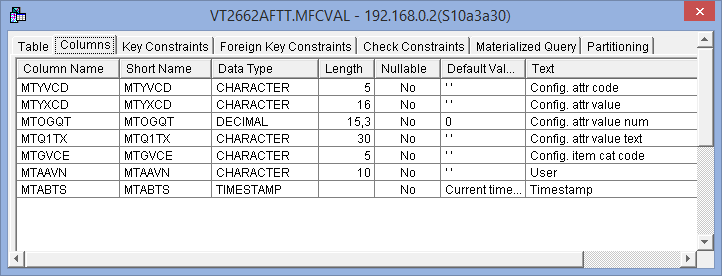 VT2662AFTT.MFCVAL - 192.168.0.2(S10a3a30)
Table Columns Key Constraints Foreign Key Constraints Check Constraints Materialized Query Partitioning
Column Name Short Name Data Type Length Nullable Default Val... Text
MTYVCD MTYVCD CHARACTER 5 No ' ' Config. attr code
MTYXCD MTYXCD CHARACTER 16 No ' ' Config. attr value
MTOGQT MTOGQT DECIMAL 15,3 No 0 Config. attr value num
MTQ1TX MTQ1TX CHARACTER 30 No ' ' Config. attr value text
MTGVCE MTGVCE CHARACTER 5 No ' ' Config. item cat code
MTAAVN MTAAVN CHARACTER 10 No ' ' User
MTABTS MTABTS TIMESTAMP No Current time... Timestamp